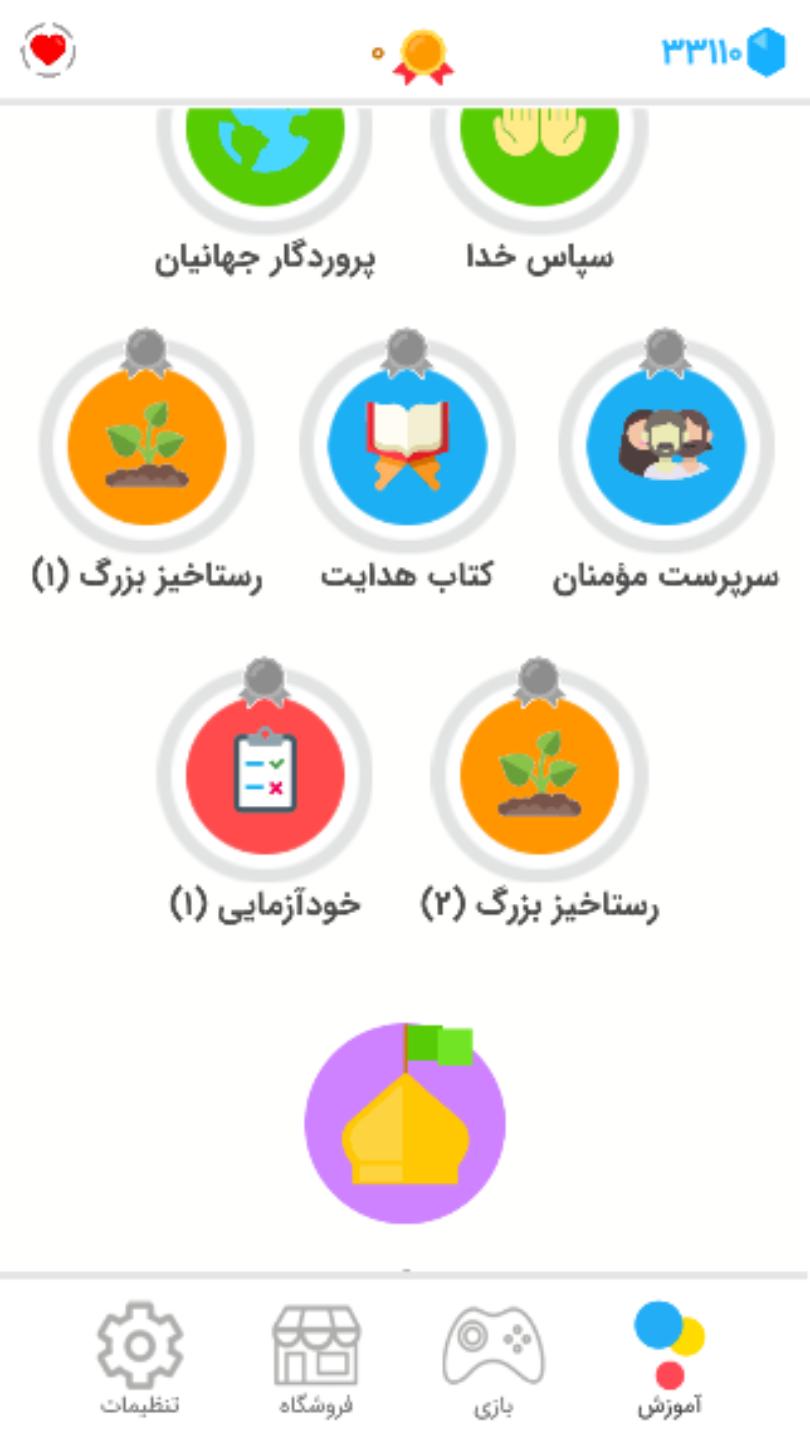 ۳۳۱۱۰
۰
سپاس خدا
پروردگار جهانیان
سرپرست مؤمنان
کتاب هدایت
رستاخیز بزرگ (۱)
رستاخیز بزرگ (۲)
خودآزمایی (۱)
آموزش
بازی
فروشگاه
تنظیمات